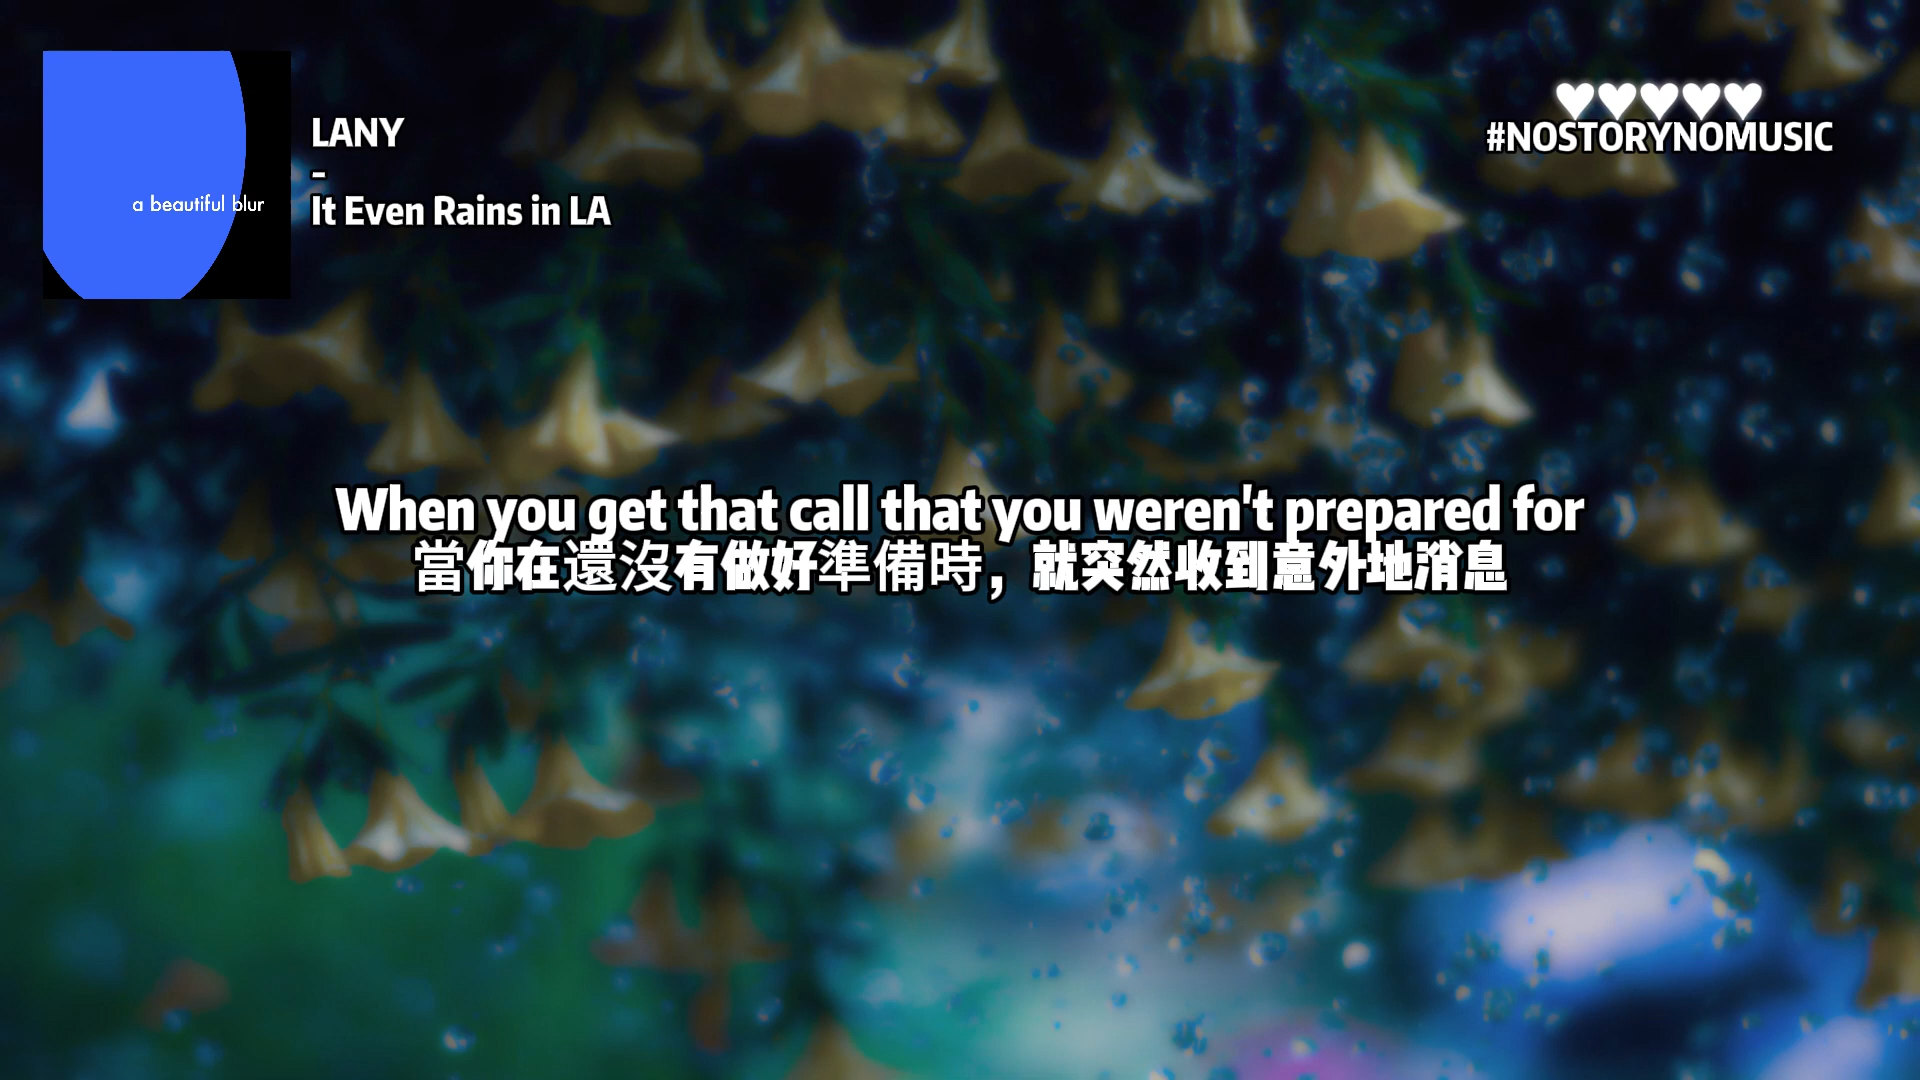 a beautiful blur
LANY
-
It Even Rains in LA
♥♥♥♥♥
#NOSTORYNOMUSIC
When you get that call that you weren't prepared for
當你在還沒有做好準備時，就突然收到意外地消息